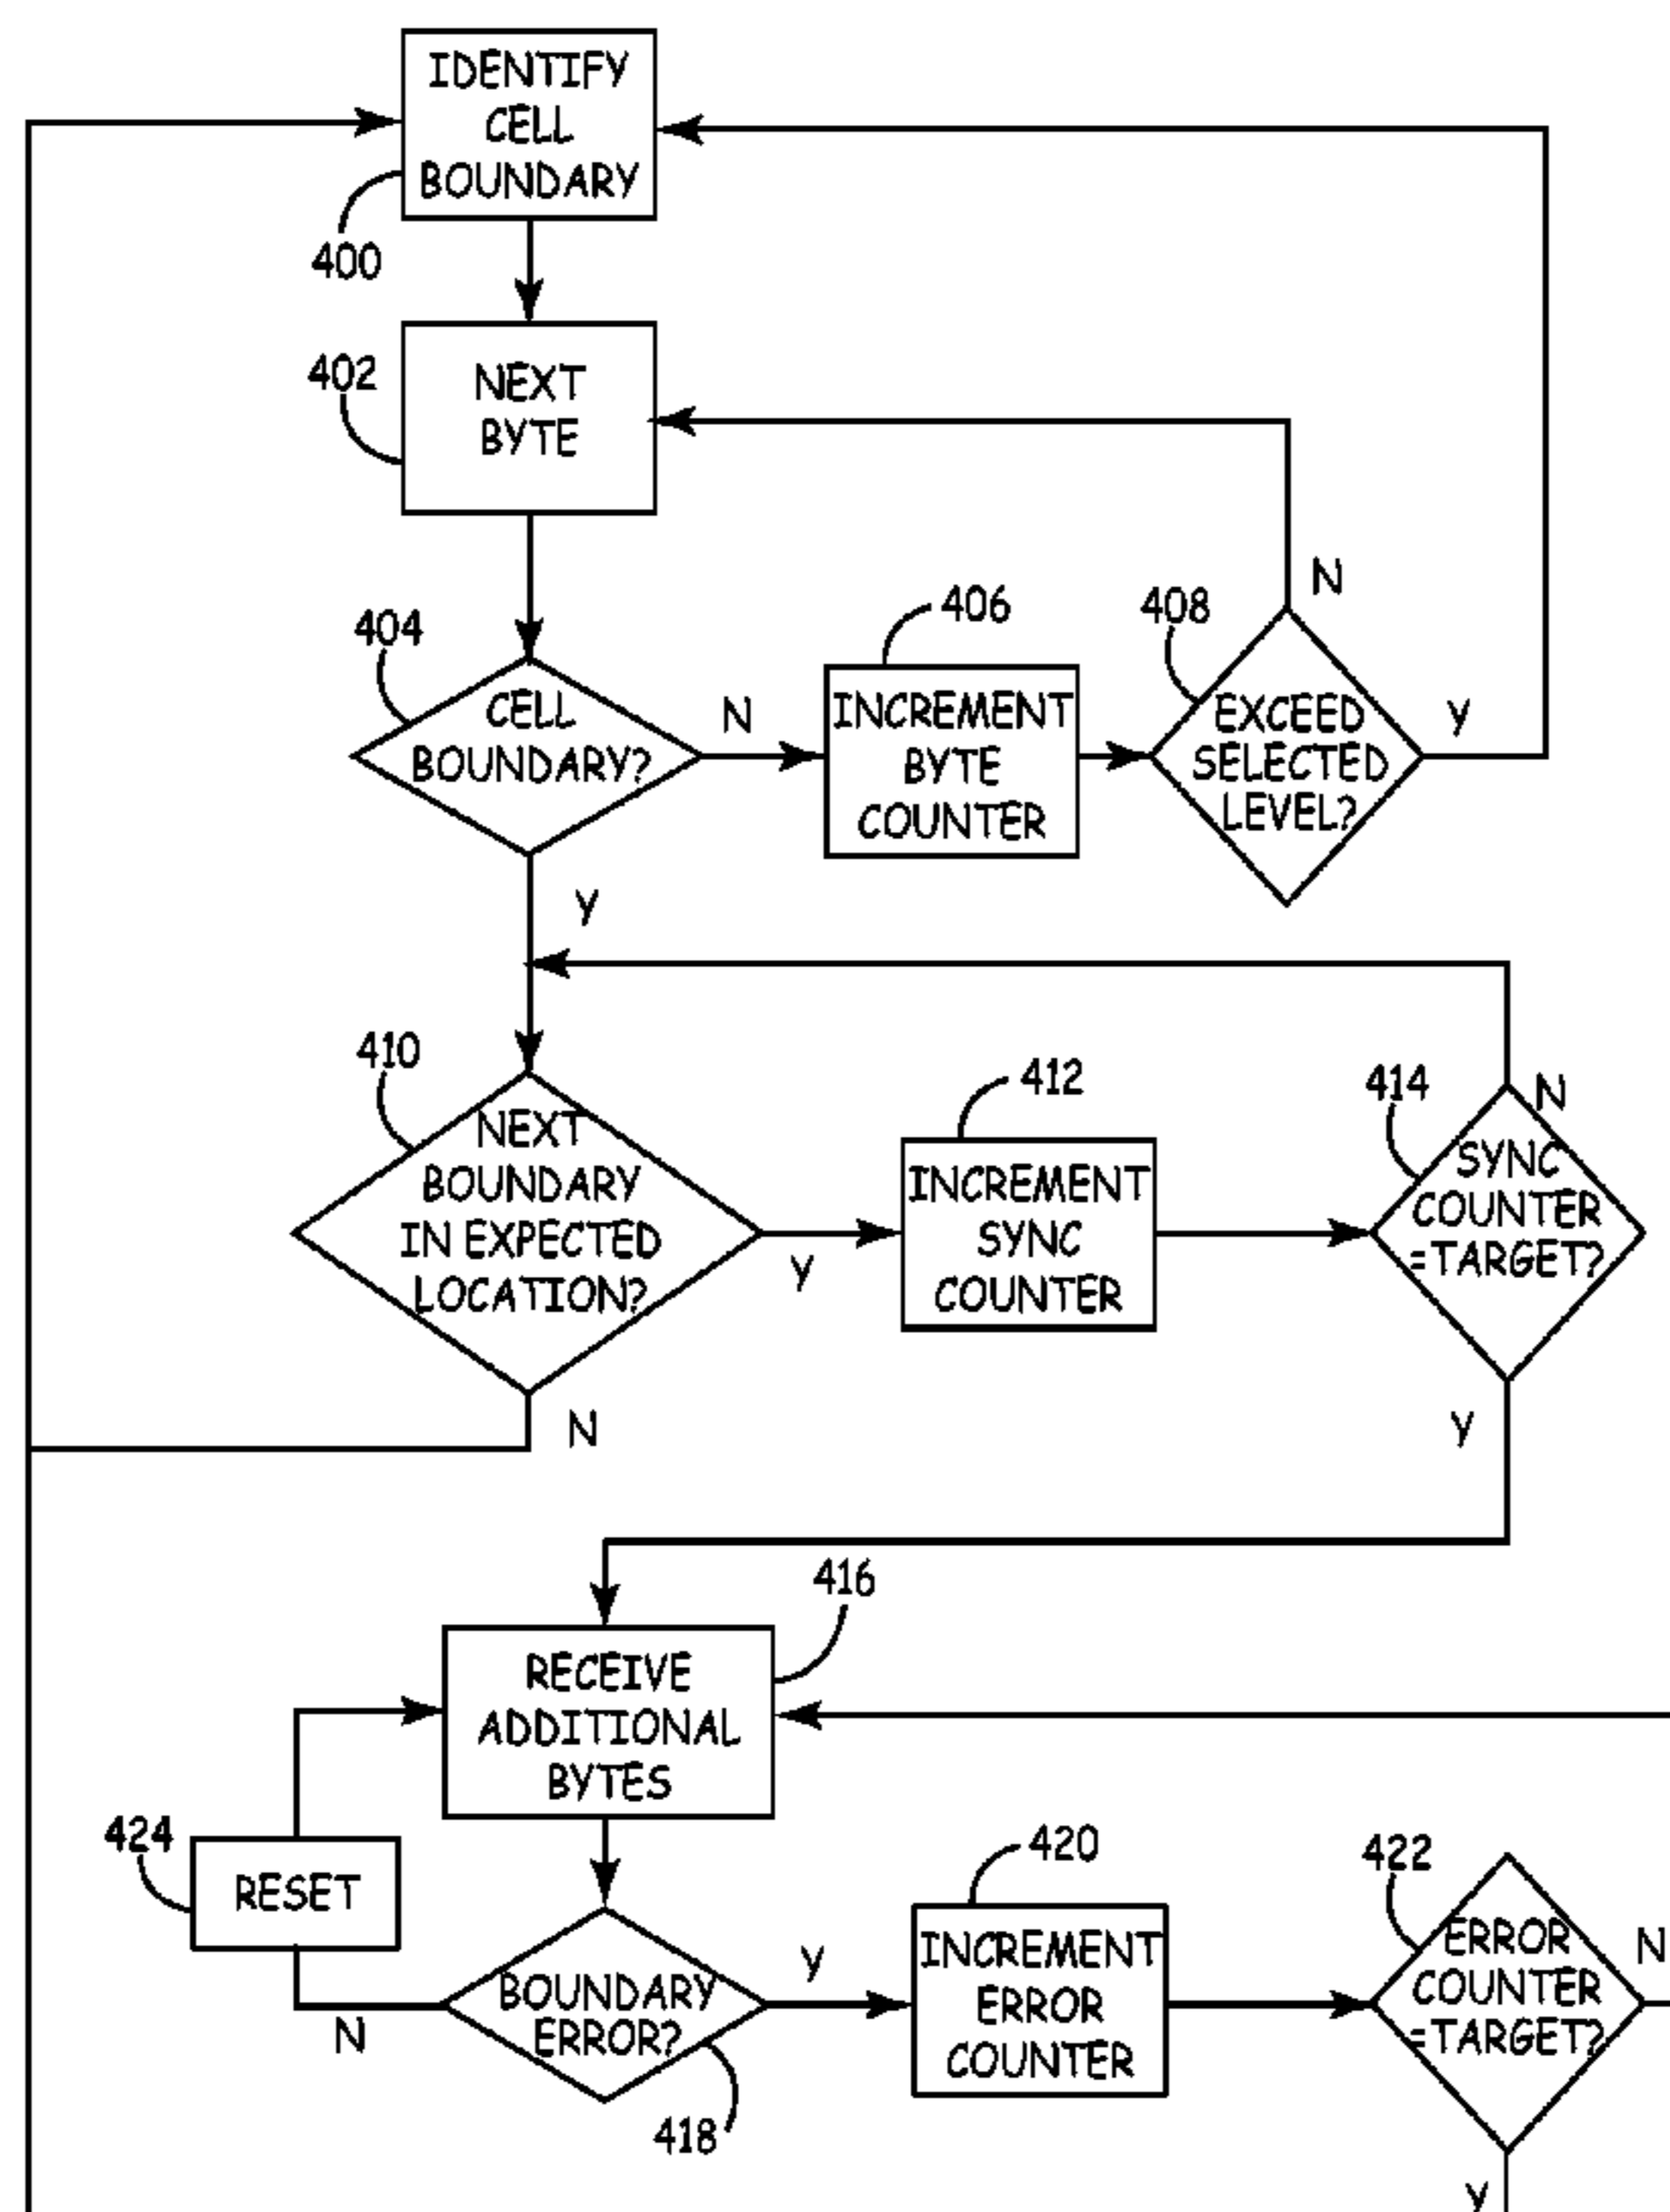 IDENTIFY
CELL
BOUNDARY
400
402
NEXT
BYTE
N
404
406
408
CELL
BOUNDARY?
N
INCREMENT
BYTE
COUNTER
EXCEED
SELECTED
LEVEL?
Y
Y
410
412
414
N
NEXT
BOUNDARY
IN EXPECTED
LOCATION?
Y
INCREMENT
SYNC
COUNTER
SYNC
COUNTER
=TARGET?
N
Y
416
RECEIVE
ADDITIONAL
BYTES
424
RESET
420
422
BOUNDARY
ERROR?
N
Y
418
INCREMENT
ERROR
COUNTER
ERROR
COUNTER
=TARGET?
N
Y